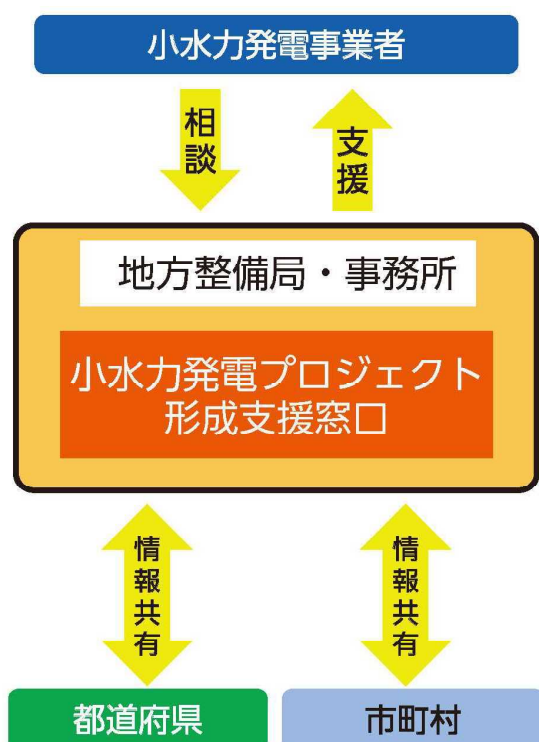 小水力発電事業者
相談
支援
地方整備局・事務所
小水力発電プロジェクト
形成支援窓口
情報共有
情報共有
都道府県
市町村